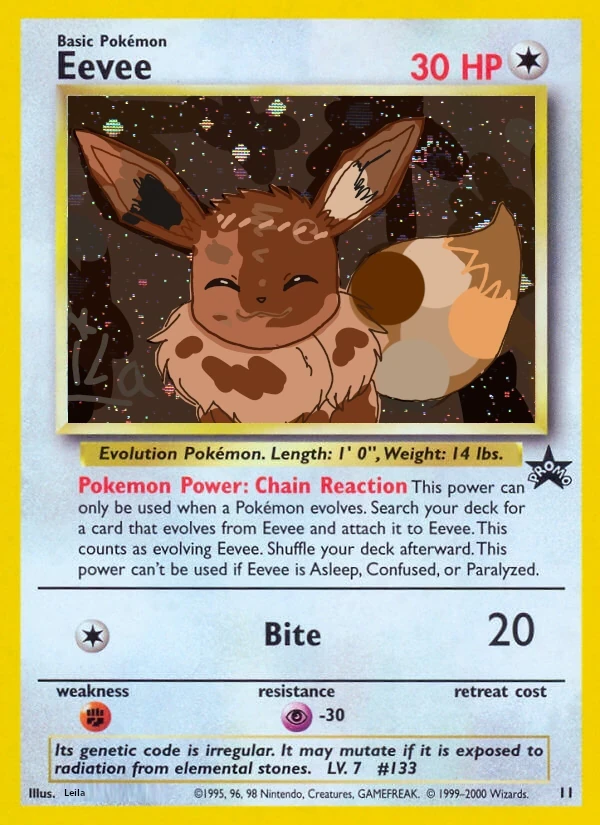 Basic Pokémon
Eevee
30 HP
Evolution Pokémon. Length: 1' 0", Weight: 14 lbs.
PROMO
Pokemon Power: Chain Reaction This power can
only be used when a Pokémon evolves. Search your deck for
a card that evolves from Eevee and attach it to Eevee. This
counts as evolving Eevee. Shuffle your deck afterward. This
power can't be used if Eevee is Asleep, Confused, or Paralyzed.
Bite 20
weakness resistance retreat cost
-30
Its genetic code is irregular. It may mutate if it is exposed to
radiation from elemental stones. LV. 7 #133
Illus. Leila ©1995, 96, 98 Nintendo, Creatures, GAMEFREAK. © 1999-2000 Wizards. 11